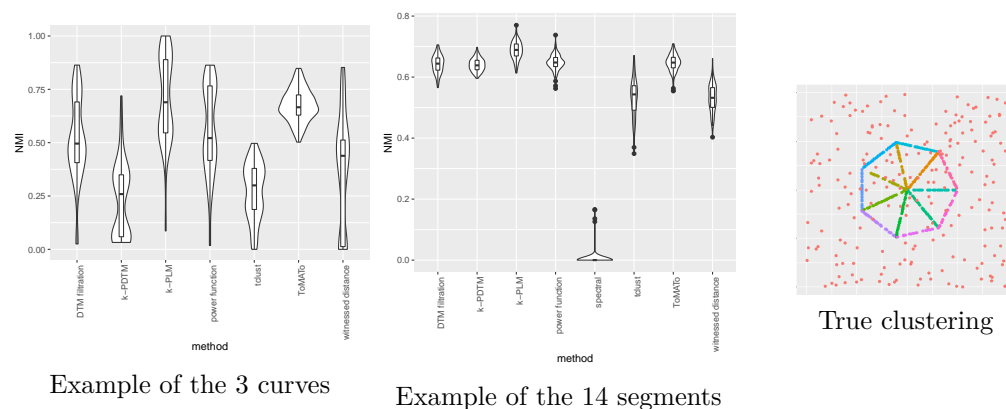 1.00
0.75
0.50
0.25
0.00
NMI
DTM filtration
k-PDTM
k-PLM
power function
tclust
ToMATo
witnessed distance
method
Example of the 3 curves
0.8
0.6
0.4
0.2
0.0
NMI
DTM filtration
k-PDTM
k-PLM
power function
spectral
tclust
ToMATo
witnessed distance
method
Example of the 14 segments
True clustering